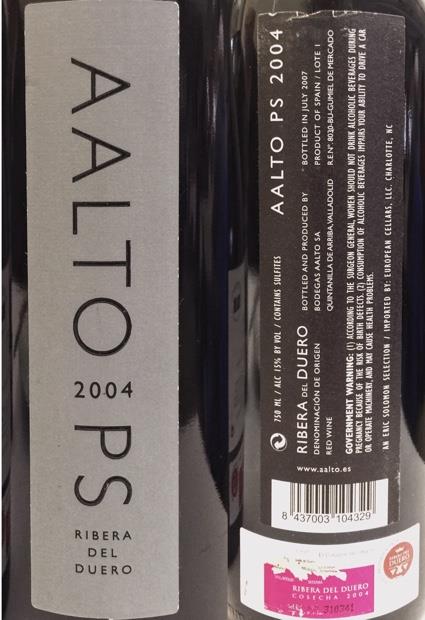 AALTO
2004
PS
RIBERA
DEL
DUERO
AALTO PS 2004
750 ML / ALC 15% BY VOL / CONTAINS SULFITES
RIBERA DEL DUERO
DENOMINACIÓN DE ORIGEN
RED WINE
BOTTLED AND PRODUCED BY
BODEGAS AALTO SA
QUINTANILLA DE ARRIBA, VALLADOLID
BOTTLED IN JULY 2007
PRODUCT OF SPAIN / LOTE 1
R.E.Nº. 8030-BU-GUMIEL DE MERCADO
GOVERNMENT WARNING: (1) ACCORDING TO THE SURGEON GENERAL, WOMEN SHOULD NOT DRINK ALCOHOLIC BEVERAGES DURING
PREGNANCY BECAUSE OF THE RISK OF BIRTH DEFECTS. (2) CONSUMPTION OF ALCOHOLIC BEVERAGES IMPAIRS YOUR ABILITY TO DRIVE A CAR
OR OPERATE MACHINERY, AND MAY CAUSE HEALTH PROBLEMS.
AN ERIC SOLOMON SELECTION / IMPORTED BY: EUROPEAN CELLARS, LLC. CHARLOTTE, NC
www.aalto.es
8 437003 104329
RIBERA DEL DUERO
COSECHA 2004
DUERO